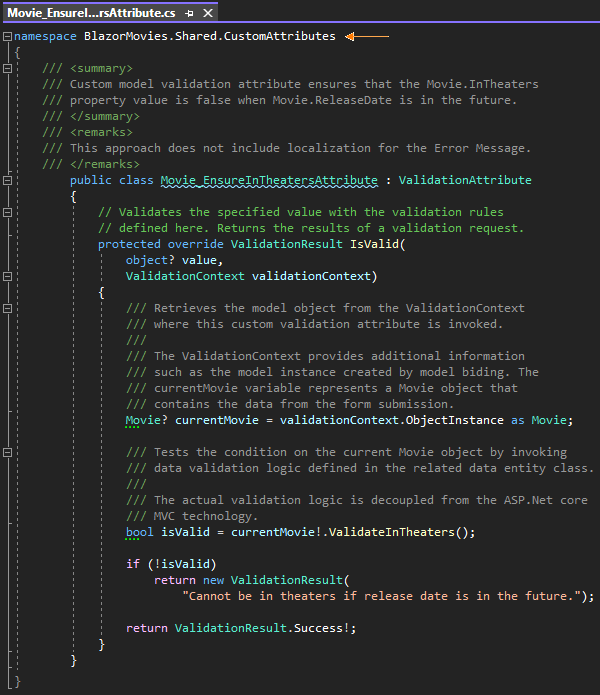 Movie_EnsureI...rsAttribute.cs
namespace BlazorMovies.Shared.CustomAttributes
{
/// <summary>
/// Custom model validation attribute ensures that the Movie.InTheaters
/// property value is false when Movie.ReleaseDate is in the future.
/// </summary>
/// <remarks>
/// This approach does not include localization for the Error Message.
/// </remarks>
public class Movie_EnsureInTheatersAttribute : ValidationAttribute
{
// Validates the specified value with the validation rules
// defined here. Returns the results of a validation request.
protected override ValidationResult IsValid(
object? value,
ValidationContext validationContext)
{
/// Retrieves the model object from the ValidationContext
/// where this custom validation attribute is invoked.
///
/// The ValidationContext provides additional information
/// such as the model instance created by model biding. The
/// currentMovie variable represents a Movie object that
/// contains the data from the form submission.
Movie? currentMovie = validationContext.ObjectInstance as Movie;
/// Tests the condition on the current Movie object by invoking
/// data validation logic defined in the related data entity class.
///
/// The actual validation logic is decoupled from the ASP.Net core
/// MVC technology.
bool isValid = currentMovie!.ValidateInTheaters();
if (!isValid)
return new ValidationResult(
"Cannot be in theaters if release date is in the future.");
return ValidationResult.Success!;
}
}
}